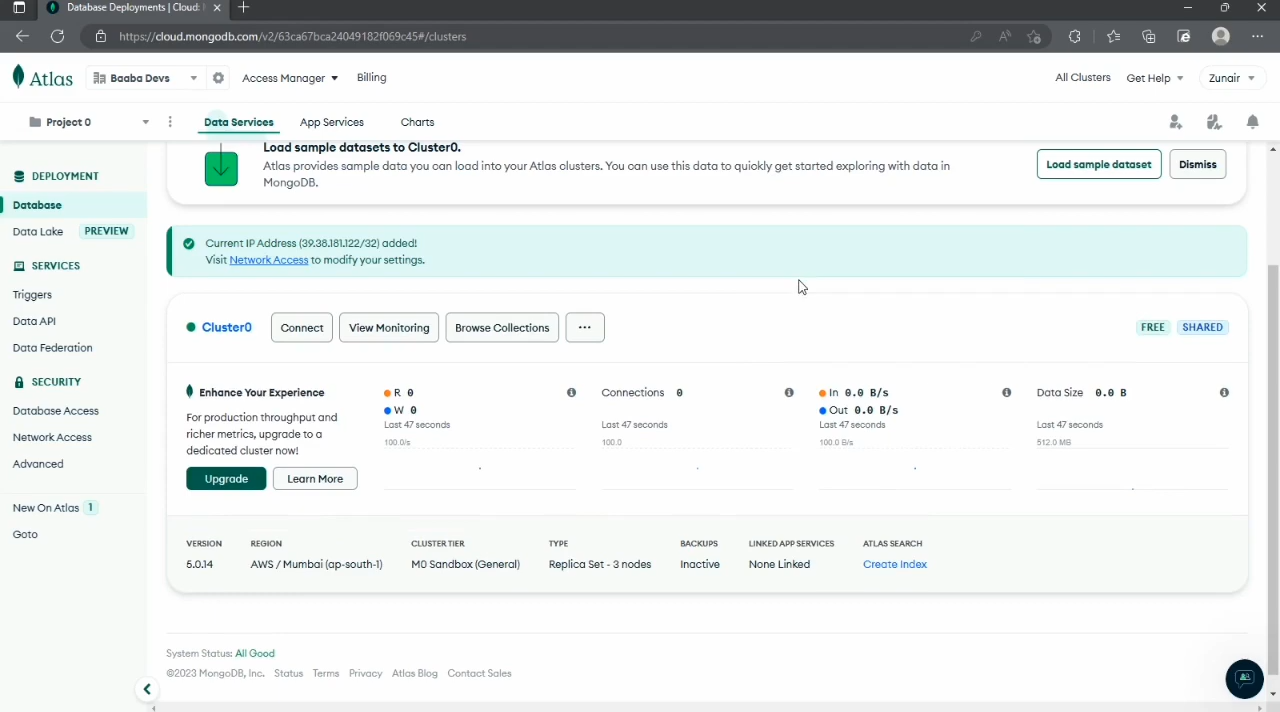 Database Deployments | Cloud:
https://cloud.mongodb.com/v2/63ca67bca24049182f069c45#/clusters
Atlas
Baaba Devs
Access Manager
Billing
All Clusters
Get Help
Zunair
Project 0
Data Services
App Services
Charts
DEPLOYMENT
Database
Data Lake PREVIEW
SERVICES
Triggers
Data API
Data Federation
SECURITY
Database Access
Network Access
Advanced
New On Atlas 1
Goto
Load sample datasets to Cluster0.
Atlas provides sample data you can load into your Atlas clusters. You can use this data to quickly get started exploring with data in
MongoDB.
Load sample dataset
Dismiss
Current IP Address (39.38.181.122/32) added!
Visit Network Access to modify your settings.
Cluster0
Connect
View Monitoring
Browse Collections
...
FREE
SHARED
Enhance Your Experience
For production throughput and
richer metrics, upgrade to a
dedicated cluster now!
Upgrade
Learn More
R 0
W 0
Last 47 seconds
100.0/s
Connections 0
Last 47 seconds
100.0
In 0.0 B/s
Out 0.0 B/s
Last 47 seconds
100.0 B/s
Data Size 0.0 B
Last 47 seconds
512.0 MB
VERSION
5.0.14
REGION
AWS / Mumbai (ap-south-1)
CLUSTER TIER
M0 Sandbox (General)
TYPE
Replica Set - 3 nodes
BACKUPS
Inactive
LINKED APP SERVICES
None Linked
ATLAS SEARCH
Create Index
System Status: All Good
©2023 MongoDB, Inc. Status Terms Privacy Atlas Blog Contact Sales